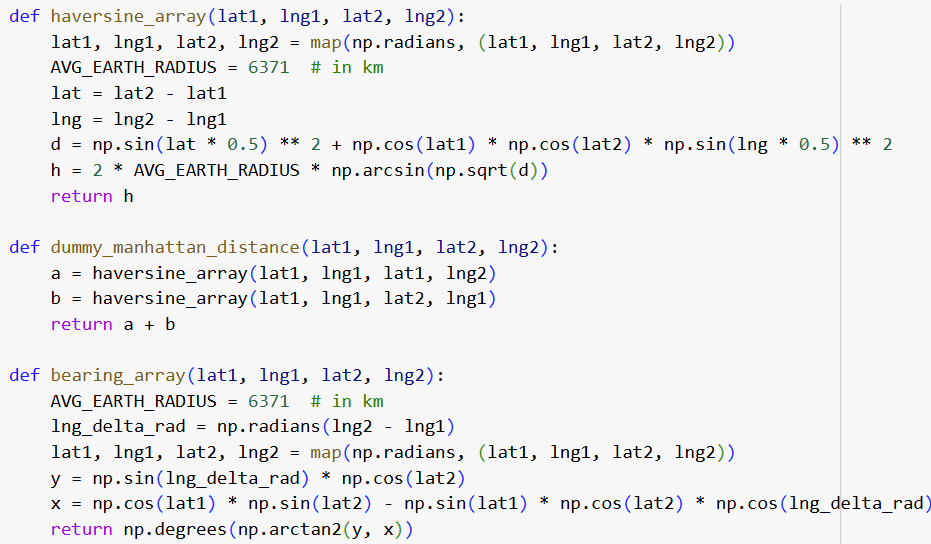 def haversine_array(lat1, lng1, lat2, lng2):
    lat1, lng1, lat2, lng2 = map(np.radians, (lat1, lng1, lat2, lng2))
    AVG_EARTH_RADIUS = 6371  # in km
    lat = lat2 - lat1
    lng = lng2 - lng1
    d = np.sin(lat * 0.5) ** 2 + np.cos(lat1) * np.cos(lat2) * np.sin(lng * 0.5) ** 2
    h = 2 * AVG_EARTH_RADIUS * np.arcsin(np.sqrt(d))
    return h

def dummy_manhattan_distance(lat1, lng1, lat2, lng2):
    a = haversine_array(lat1, lng1, lat1, lng2)
    b = haversine_array(lat1, lng1, lat2, lng1)
    return a + b

def bearing_array(lat1, lng1, lat2, lng2):
    AVG_EARTH_RADIUS = 6371  # in km
    lng_delta_rad = np.radians(lng2 - lng1)
    lat1, lng1, lat2, lng2 = map(np.radians, (lat1, lng1, lat2, lng2))
    y = np.sin(lng_delta_rad) * np.cos(lat2)
    x = np.cos(lat1) * np.sin(lat2) - np.sin(lat1) * np.cos(lat2) * np.cos(lng_delta_rad)
    return np.degrees(np.arctan2(y, x))